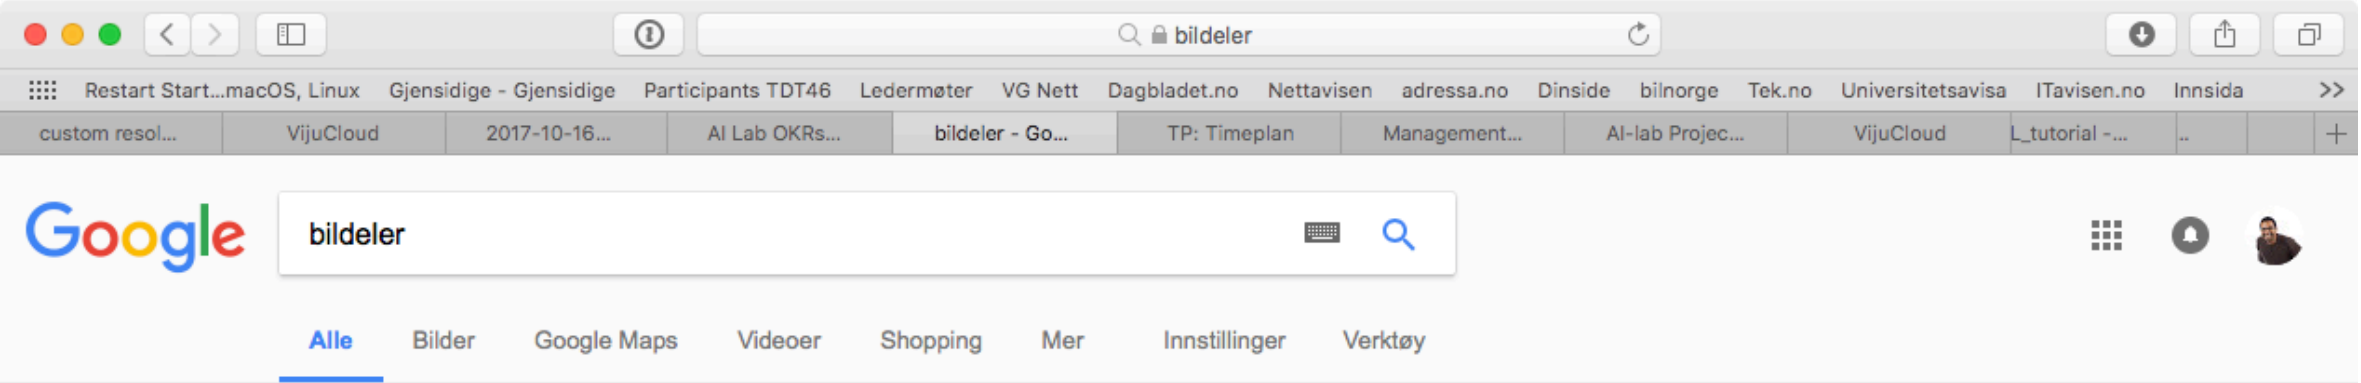 bildeler
Restart Start...macOS, Linux Gjensidige - Gjensidige Participants TDT46 Ledermøter VG Nett Dagbladet.no Nettavisen adressa.no Dinside bilnorge Tek.no Universitetsavisa ITavisen.no Innsida >>
custom resol... VijuCloud 2017-10-16... AI Lab OKRs... bildeler - Go... TP: Timeplan Management... AI-lab Projec... VijuCloud L_tutorial -... .. +
Google bildeler
Alle Bilder Google Maps Videoer Shopping Mer Innstillinger Verktøy